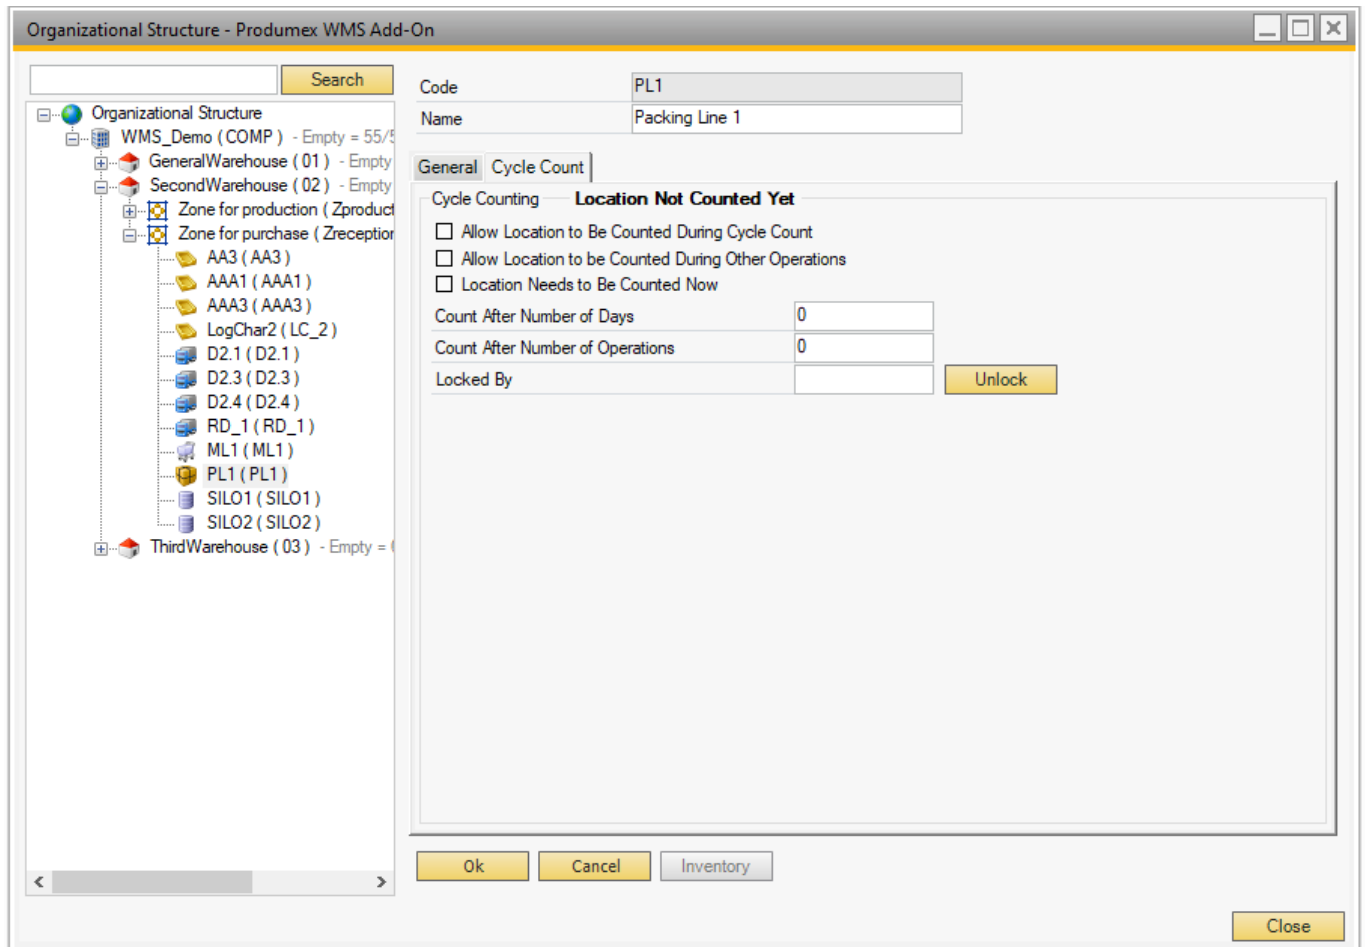 Organizational Structure - Produmex WMS Add-On
Search
Organizational Structure
WMS_Demo ( COMP ) - Empty = 55/5
GeneralWarehouse ( 01 ) - Empty
SecondWarehouse ( 02 ) - Empty
Zone for production ( Zproduct
Zone for purchase ( Zreception
AA3 ( AA3 )
AAA1 ( AAA1 )
AAA3 ( AAA3 )
LogChar2 ( LC_2 )
D2.1 ( D2.1 )
D2.3 ( D2.3 )
D2.4 ( D2.4 )
RD_1 ( RD_1 )
ML1 ( ML1 )
PL1 ( PL1 )
SILO1 ( SILO1 )
SILO2 ( SILO2 )
ThirdWarehouse ( 03 ) - Empty =
Code PL1
Name Packing Line 1
General Cycle Count
Cycle Counting Location Not Counted Yet
Allow Location to Be Counted During Cycle Count
Allow Location to be Counted During Other Operations
Location Needs to Be Counted Now
Count After Number of Days 0
Count After Number of Operations 0
Locked By Unlock
Ok Cancel Inventory
Close